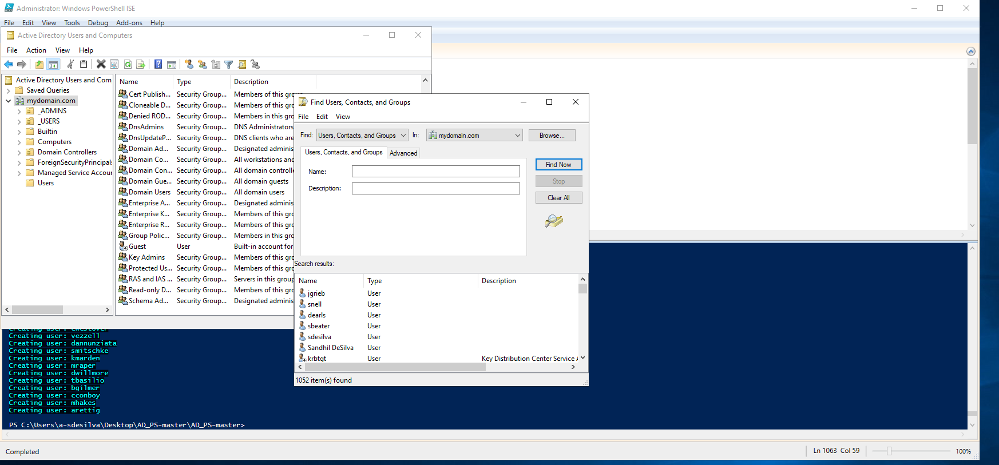 Administrator: Windows PowerShell ISE
File Edit View Tools Debug Add-ons Help
Active Directory Users and Computers
File Action View Help
Active Directory Users and Com
Saved Queries
mydomain.com
_ADMINS
_USERS
Builtin
Computers
Domain Controllers
ForeignSecurityPrincipals
Managed Service Accour
Users
Name Type Description
Cert Publish... Security Group... Members of this grou
Cloneable D... Security Group... Members of this grc
Denied ROD... Security Group... Members in this grc
DnsAdmins Security Group... DNS Administrators
DnsUpdateP... Security Group... DNS clients who are
Domain Ad... Security Group... Designated adminis
Domain Co... Security Group... All workstations anc
Domain Con... Security Group... All domain controlle
Domain Gue... Security Group... All domain guests
Domain Users Security Group... All domain users
Enterprise A... Security Group... Designated adminis
Enterprise K... Security Group... Members of this grc
Enterprise R... Security Group... Members of this grc
Group Polic... Security Group... Members in this grc
Guest User Built-in account for
Key Admins Security Group... Members of this grc
Protected Us... Security Group... Members of this grc
RAS and IAS ... Security Group... Servers in this group
Read-only D... Security Group... Members of this grc
Schema Ad... Security Group... Designated adminis
Find Users, Contacts, and Groups
File Edit View
Find: Users, Contacts, and Groups In: mydomain.com Browse...
Users, Contacts, and Groups Advanced
Name:
Description:
Find Now
Stop
Clear All
Search results:
Name Type Description
jgrieb User
snell User
dearls User
sbeater User
sdesilva User
Sandhil DeSilva User
krbtgt User Key Distribution Center Service A
1052 item(s) found
Creating user: cwestover
Creating user: vezzell
Creating user: dannunziata
Creating user: smitschke
Creating user: kmarden
Creating user: mraper
Creating user: dwillmore
Creating user: tbasilio
Creating user: bgilmer
Creating user: cconboy
Creating user: mhakes
Creating user: arettig
PS C:\Users\a-sdesilva\Desktop\AD_PS-master\AD_PS-master>
Completed
Ln 1063 Col 59
100%